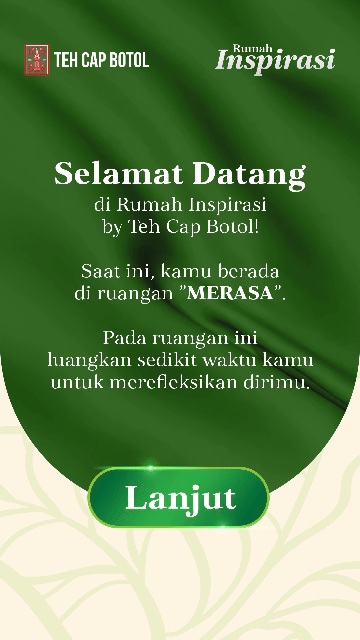 TEH CAP BOTOL
Rumah
Inspirasi
Selamat Datang
di Rumah Inspirasi
by Teh Cap Botol!
Saat ini, kamu berada
di ruangan "MERASA".
Pada ruangan ini
luangkan sedikit waktu kamu
untuk merefleksikan dirimu.
Lanjut